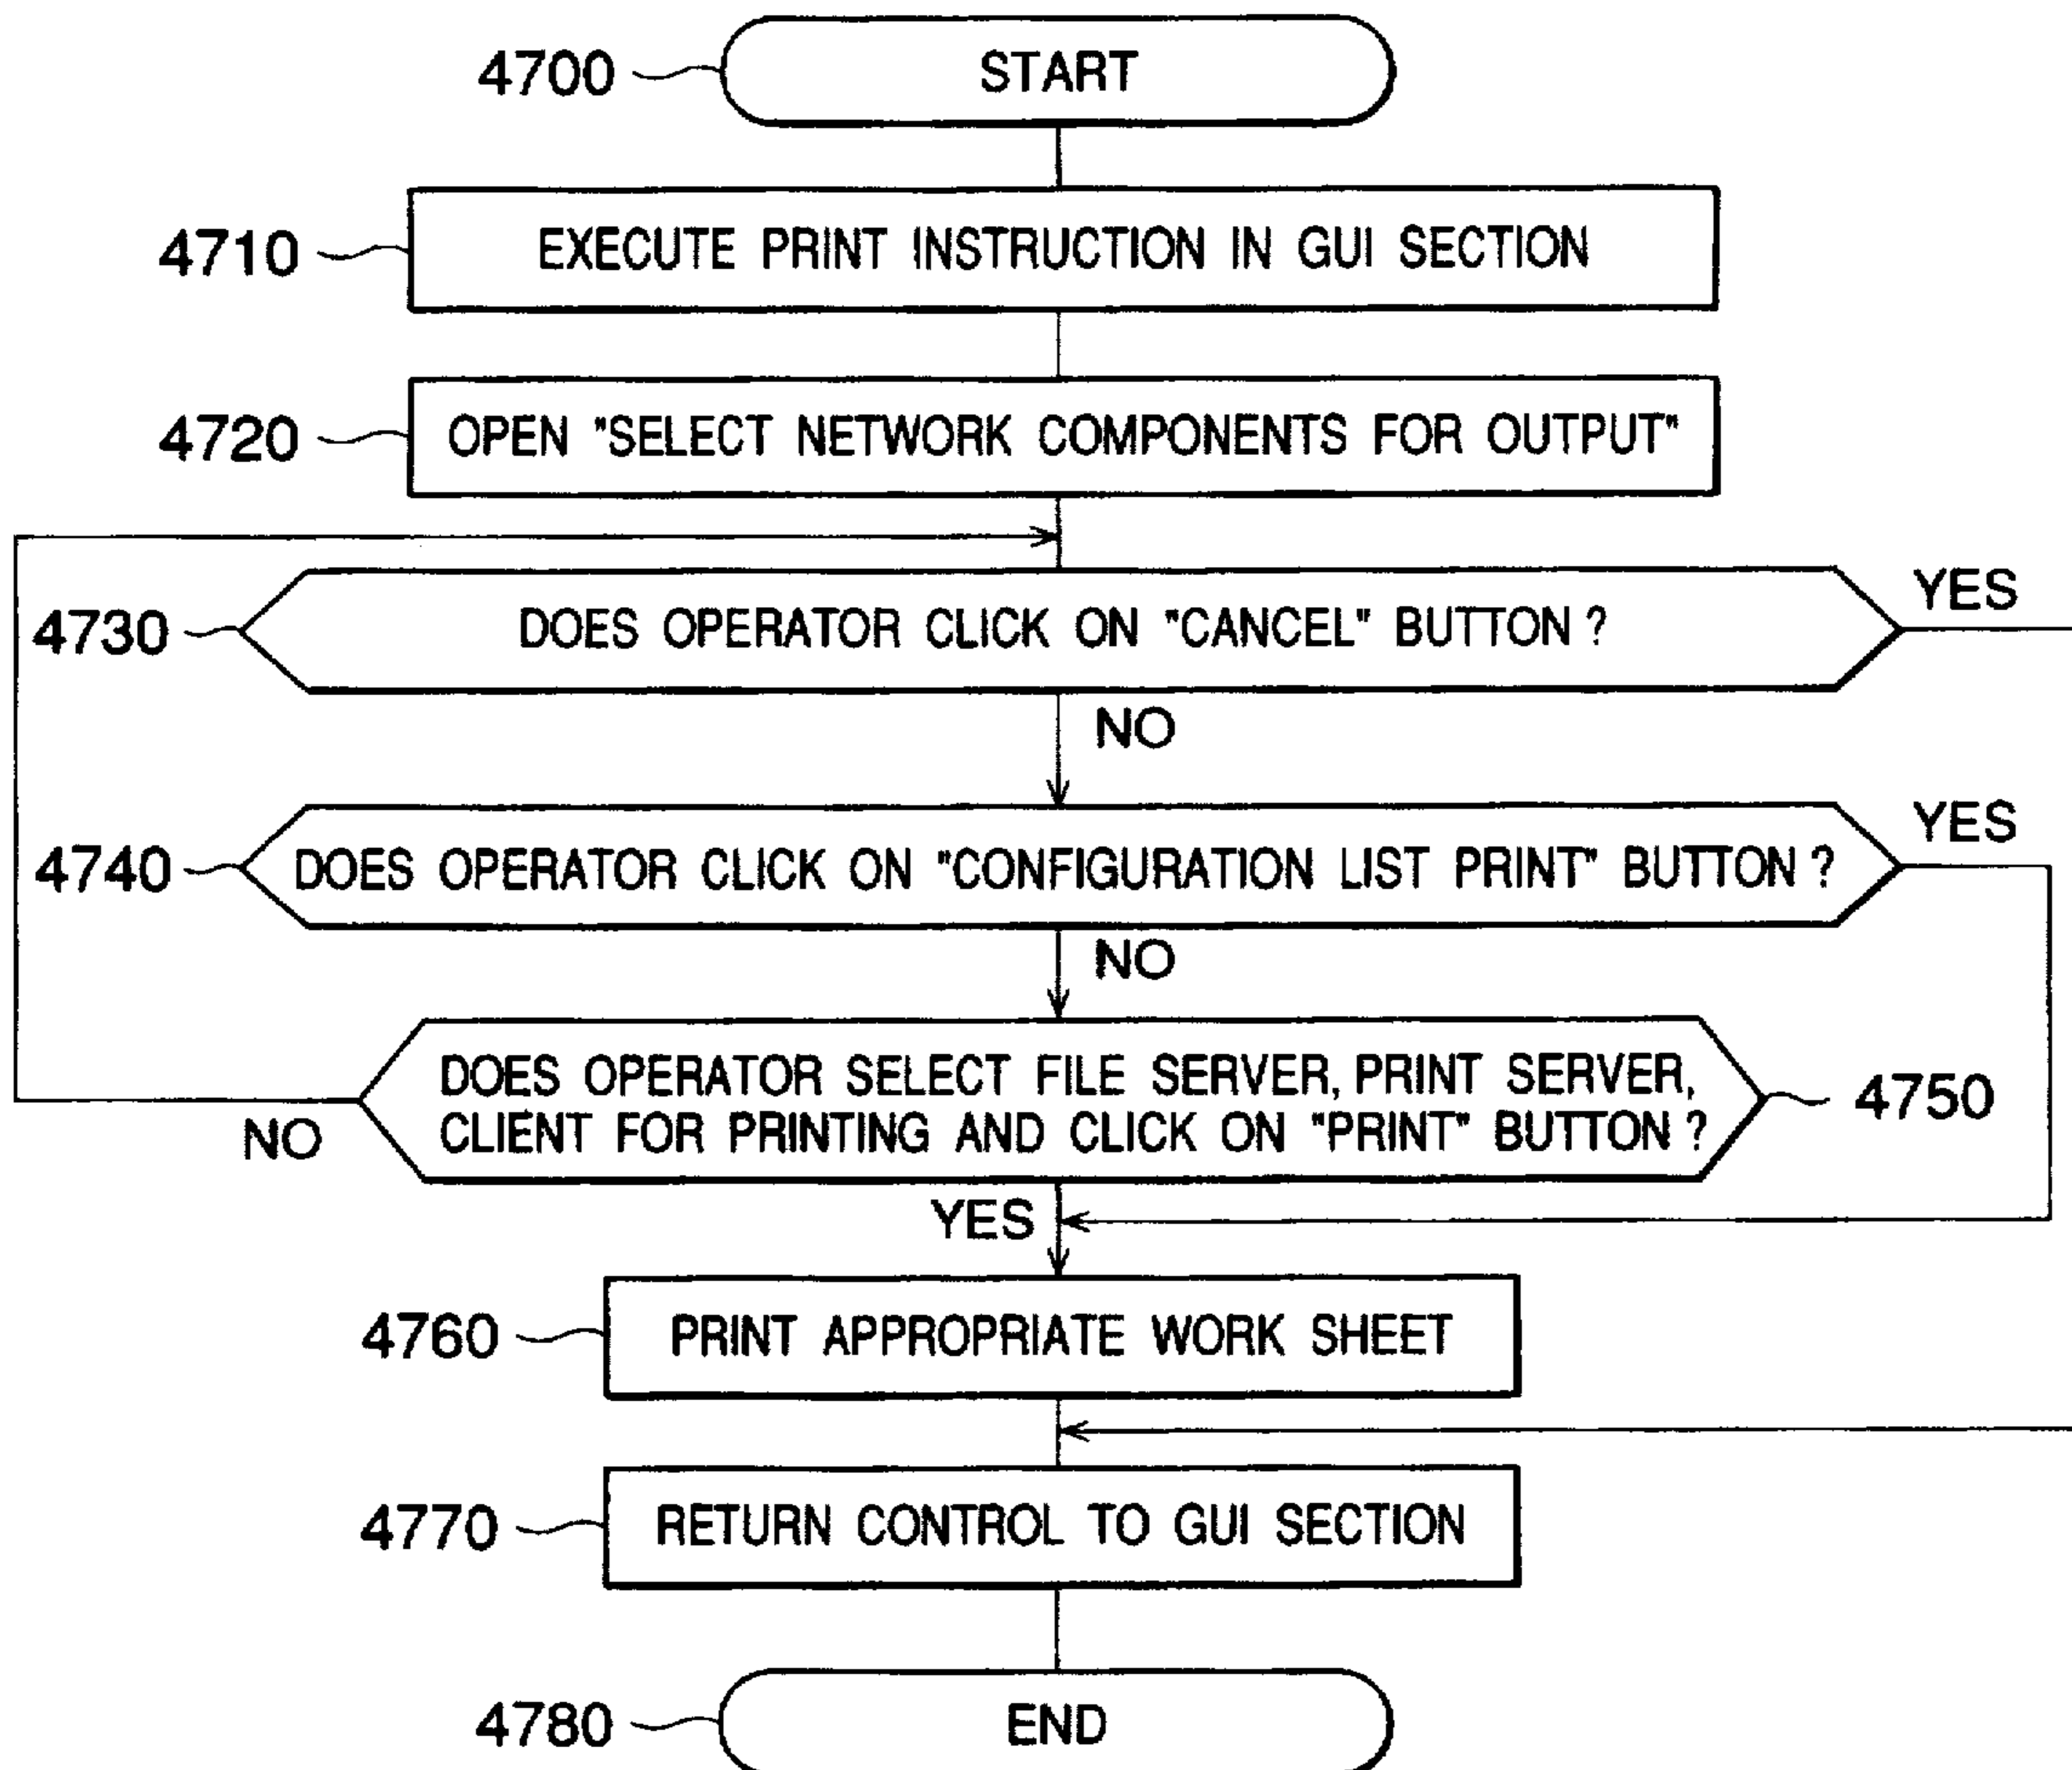 4700
START
4710
EXECUTE PRINT INSTRUCTION IN GUI SECTION
4720
OPEN "SELECT NETWORK COMPONENTS FOR OUTPUT"
4730
DOES OPERATOR CLICK ON "CANCEL" BUTTON ?
YES
NO
4740
DOES OPERATOR CLICK ON "CONFIGURATION LIST PRINT" BUTTON ?
YES
NO
DOES OPERATOR SELECT FILE SERVER, PRINT SERVER,
CLIENT FOR PRINTING AND CLICK ON "PRINT" BUTTON ?
4750
NO
YES
4760
PRINT APPROPRIATE WORK SHEET
4770
RETURN CONTROL TO GUI SECTION
4780
END